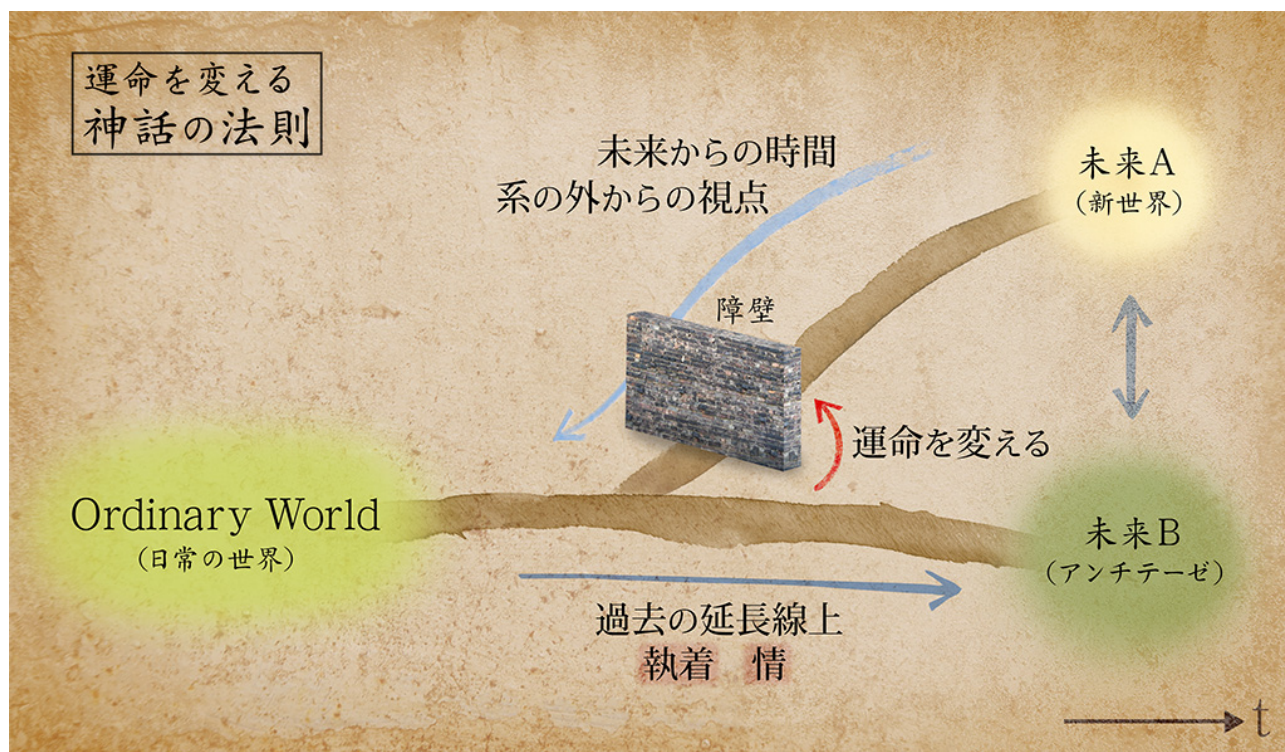 運命を変える
神話の法則
未来からの時間
系の外からの視点
未来A
(新世界)
障壁
運命を変える
Ordinary World
(日常の世界)
未来B
(アンチテーゼ)
過去の延長線上
執着 情
t